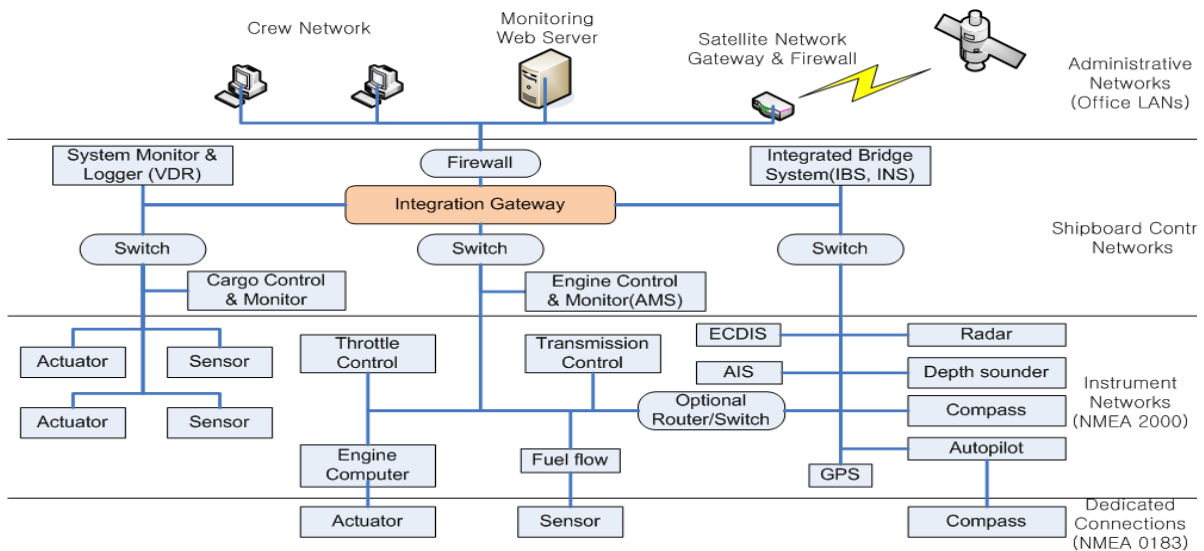 Crew Network
Monitoring
Web Server
Satellite Network
Gateway & Firewall
Administrative
Networks
(Office LANs)
System Monitor &
Logger (VDR)
Firewall
Integrated Bridge
System(IBS, INS)
Integration Gateway
Switch
Switch
Switch
Shipboard Contr
Networks
Cargo Control
& Monitor
Engine Control
& Monitor(AMS)
Actuator
Sensor
Throttle
Control
Transmission
Control
ECDIS
Radar
AIS
Depth sounder
Actuator
Sensor
Optional
Router/Switch
Compass
Instrument
Networks
(NMEA 2000)
Engine
Computer
Fuel flow
GPS
Autopilot
Actuator
Sensor
Compass
Dedicated
Connections
(NMEA 0183)